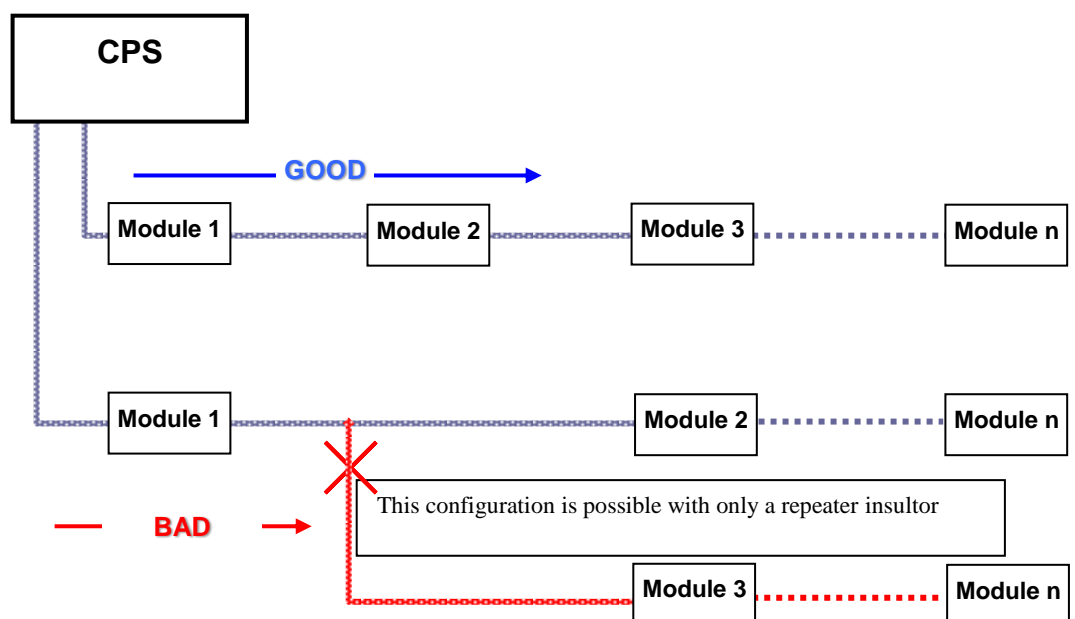 CPS
GOOD
Module 1
Module 2
Module 3
Module n
Module 1
Module 2
Module n
This configuration is possible with only a repeater insultor
BAD
Module 3
Module n